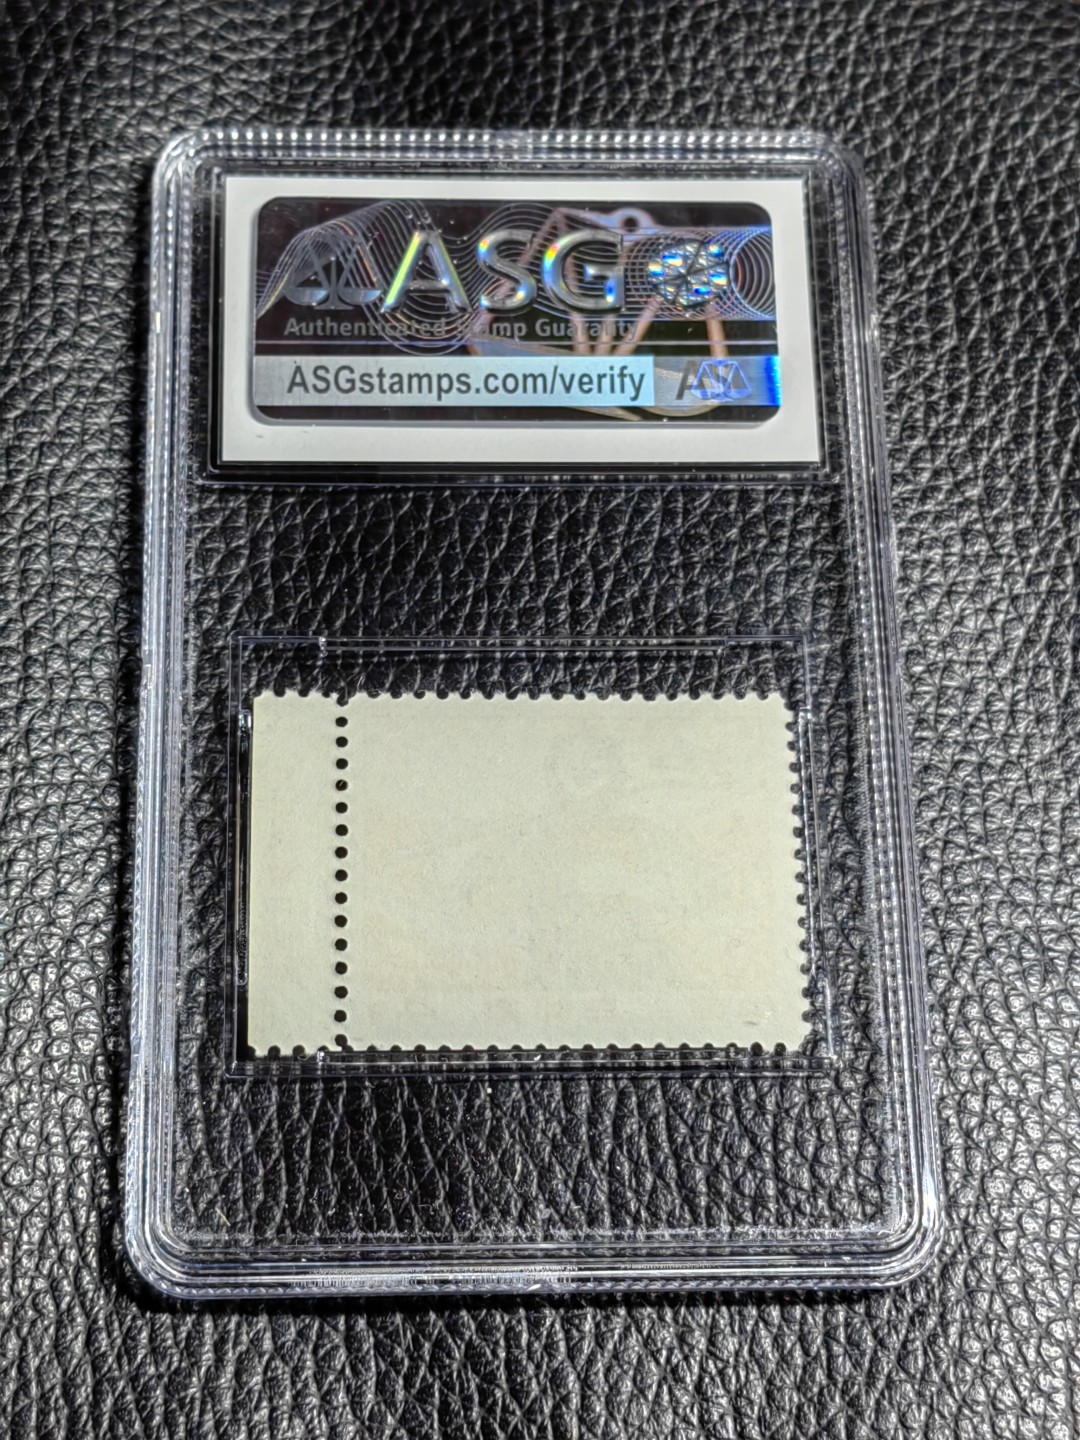 ASG
Authenticated Stamp Guaranty
ASGstamps.com/verify